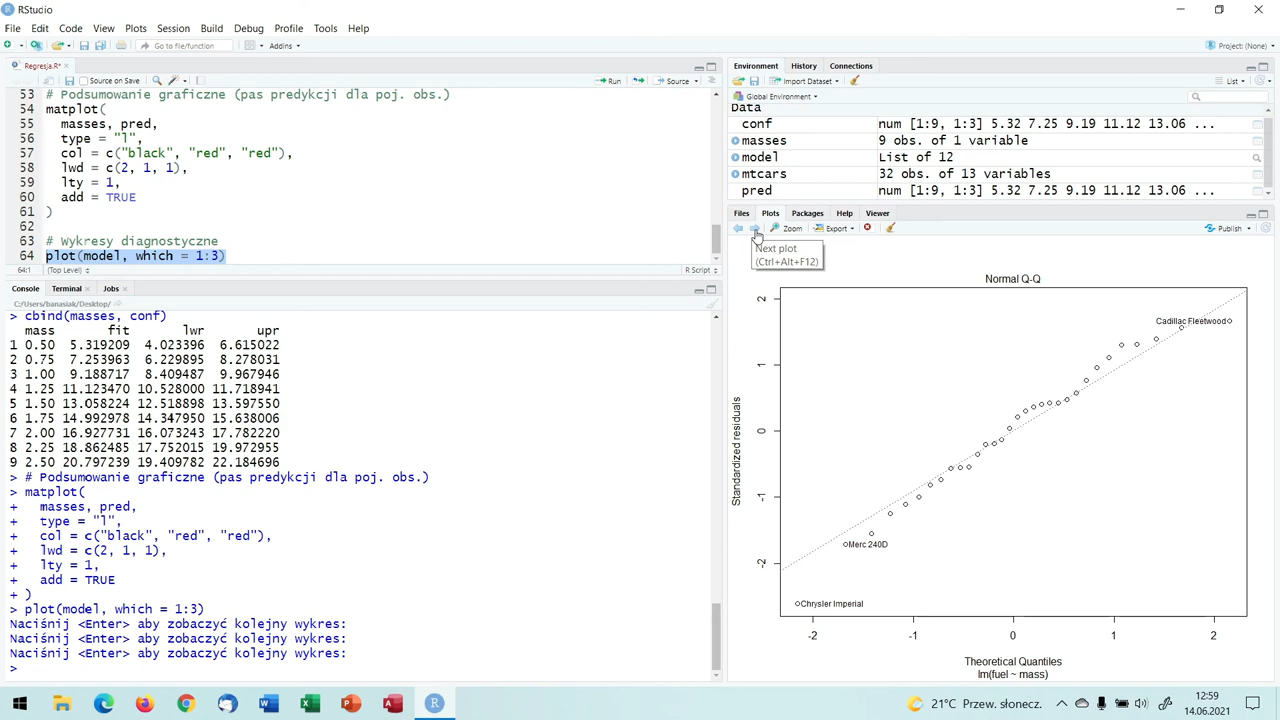 RStudio
File Edit Code View Plots Session Build Debug Profile Tools Help
Go to file/function
Addins
Project: (None)
Regresja.R*
Source on Save
Run
Source
53 # Podsumowanie graficzne (pas predykcji dla poj. obs.)
54 matplot(
55 masses, pred,
56 type = "l",
57 col = c("black", "red", "red"),
58 lwd = c(2, 1, 1),
59 lty = 1,
60 add = TRUE
61 )
62
63 # Wykresy diagnostyczne
64 plot(model, which = 1:3)
64:1 (Top Level) R Script
Console Terminal Jobs
C:/Users/banasiak/Desktop/
> cbind(masses, conf)
mass fit lwr upr
1 0.50 5.319209 4.023396 6.615022
2 0.75 7.253963 6.229895 8.278031
3 1.00 9.188717 8.409487 9.967946
4 1.25 11.123470 10.528000 11.718941
5 1.50 13.058224 12.518898 13.597550
6 1.75 14.992978 14.347950 15.638006
7 2.00 16.927731 16.073243 17.782220
8 2.25 18.862485 17.752015 19.972955
9 2.50 20.797239 19.409782 22.184696
> # Podsumowanie graficzne (pas predykcji dla poj. obs.)
> matplot(
+ masses, pred,
+ type = "l",
+ col = c("black", "red", "red"),
+ lwd = c(2, 1, 1),
+ lty = 1,
+ add = TRUE
+ )
> plot(model, which = 1:3)
Naciśnij <Enter> aby zobaczyć kolejny wykres:
Naciśnij <Enter> aby zobaczyć kolejny wykres:
Naciśnij <Enter> aby zobaczyć kolejny wykres:
>
Environment History Connections
Import Dataset
List
Global Environment
Data
conf num [1:9, 1:3] 5.32 7.25 9.19 11.12 13.06 ...
masses 9 obs. of 1 variable
model List of 12
mtcars 32 obs. of 13 variables
pred num [1:9, 1:3] 5.32 7.25 9.19 11.12 13.06 ...
Files Plots Packages Help Viewer
Zoom Export Publish
Next plot
(Ctrl+Alt+F12)
Normal Q-Q
Standardized residuals
2
1
0
-1
-2
Cadillac Fleetwood
Merc 240D
Chrysler Imperial
-2 -1 0 1 2
Theoretical Quantiles
lm(fuel ~ mass)
21°C Przew. słonecz.
12:59
14.06.2021